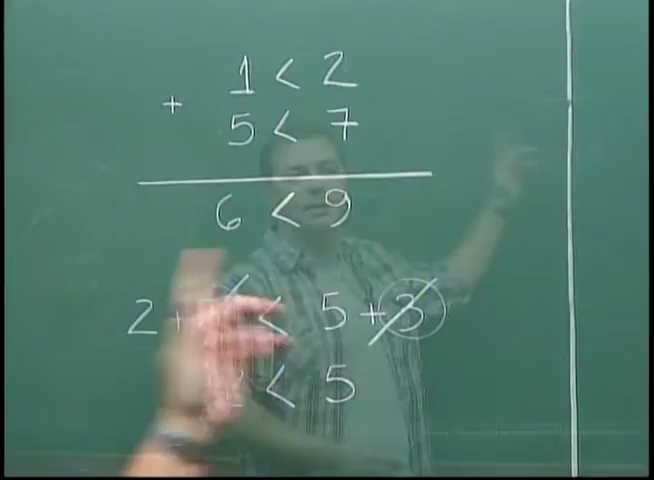 1 < 2
+ 5 < 7
6 < 9
2 + < 5 + 3
< 5